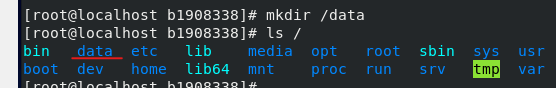 [root@localhost b1908338]# mkdir /data
[root@localhost b1908338]# ls /
bin   data  etc   lib    media  opt   root  sbin  sys  usr
boot  dev   home  lib64  mnt    proc  run   srv   tmp  var
[root@localhost b1908338]#